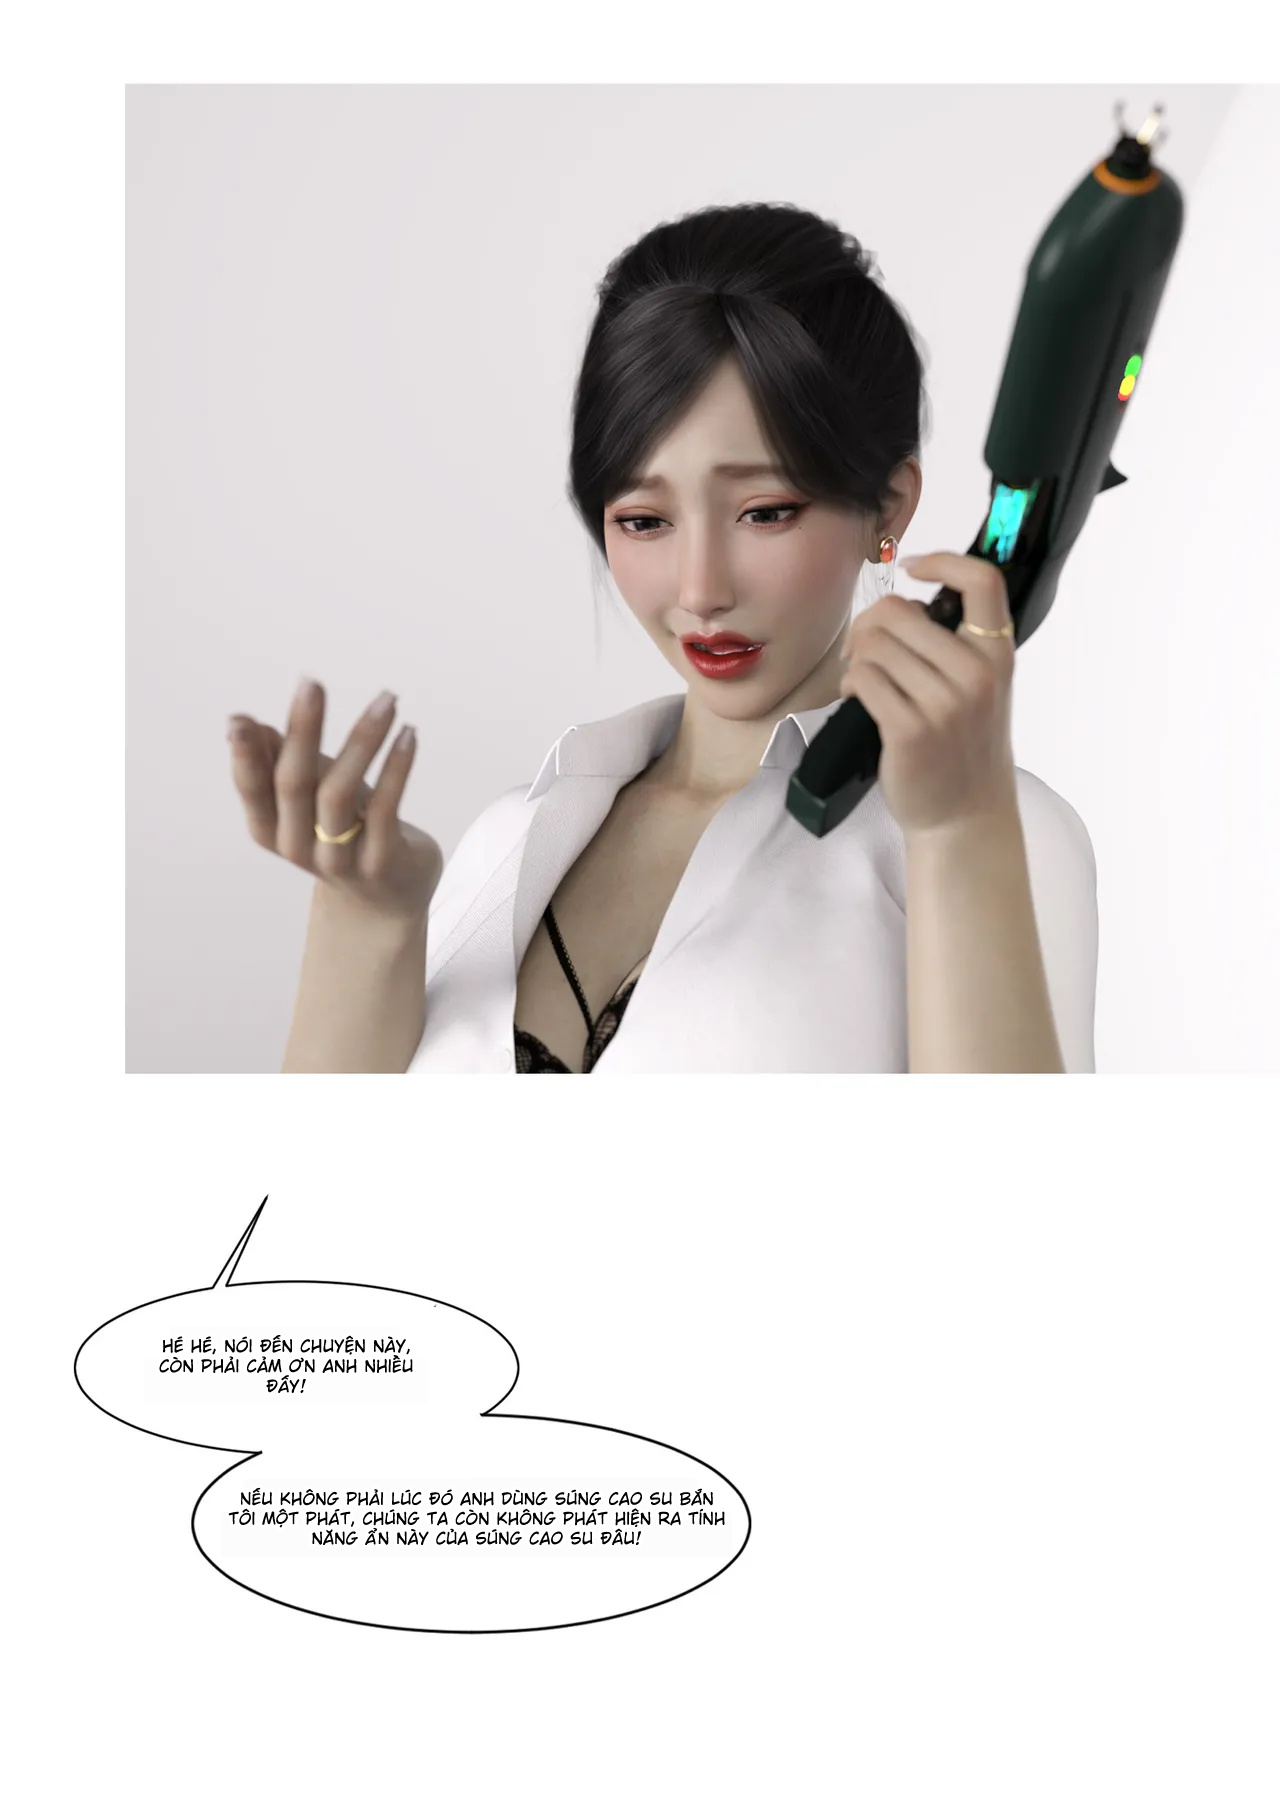 HÉ HÉ, NÓI ĐẾN CHUYỆN NÀY,
CÒN PHẢI CẢM ƠN ANH NHIỀU
ĐẤY!
NẾU KHÔNG PHẢI LÚC ĐÓ ANH DÙNG SÚNG CAO SU BẮN
TÔI MỘT PHÁT, CHÚNG TA CÒN KHÔNG PHÁT HIỆN RA TÍNH
NĂNG ẨN NÀY CỦA SÚNG CAO SU ĐÂU!